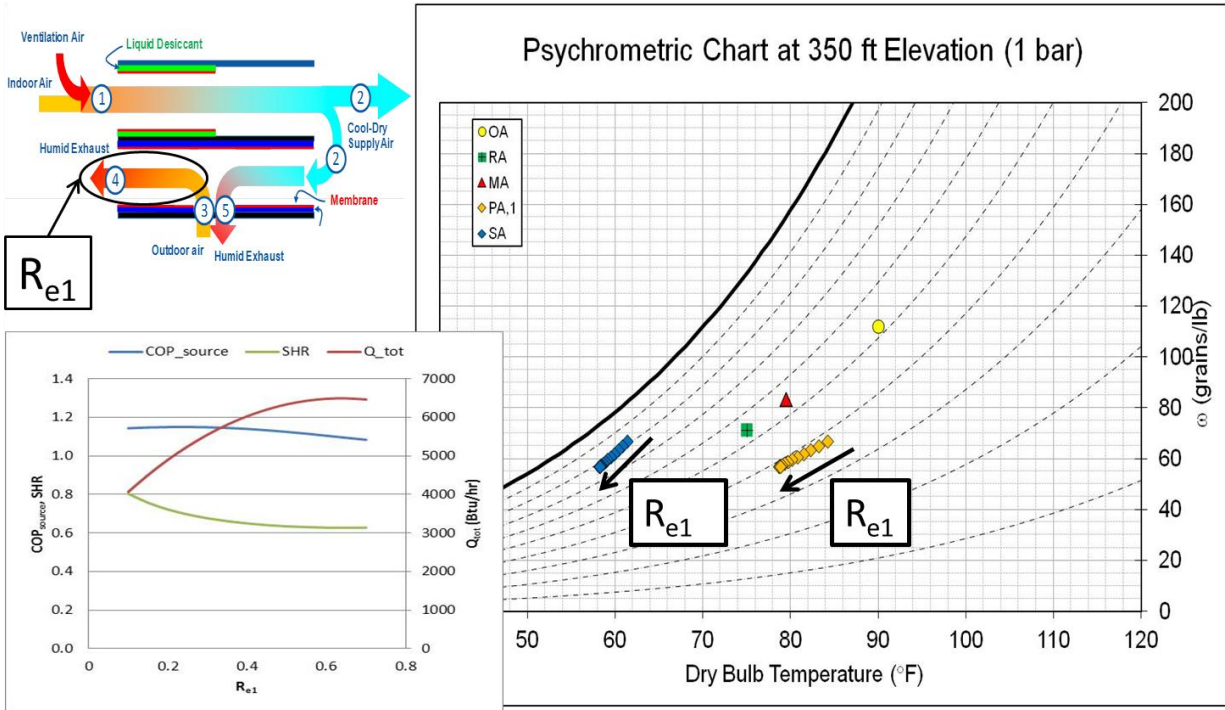 Ventilation Air
Liquid Desiccant
Indoor Air
1
2
Cool-Dry
Supply Air
Humid Exhaust
2
4
Membrane
3
5
Outdoor air
Humid Exhaust
Re1
COP_source
SHR
Q_tot
1.4
1.2
1.0
0.8
0.6
0.4
0.2
0.0
COPsource, SHR
7000
6000
5000
4000
3000
2000
1000
0
Qtot (Btu/hr)
0
0.2
0.4
0.6
0.8
Re1
Psychrometric Chart at 350 ft Elevation (1 bar)
OA
RA
MA
PA,1
SA
Re1
Re1
200
180
160
140
120
100
80
60
40
20
0
ω (grains/lb)
50
60
70
80
90
100
110
120
Dry Bulb Temperature (°F)